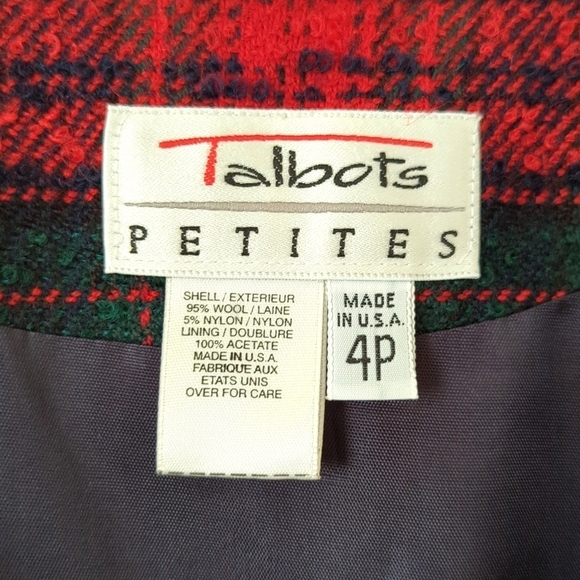 Talbots
PETITES
SHELL / EXTERIEUR
95% WOOL / LAINE
5% NYLON / NYLON
LINING / DOUBLURE
100% ACETATE
MADE IN U.S.A.
FABRIQUE AUX
ETATS UNIS
OVER FOR CARE
MADE
IN U.S.A.
4P